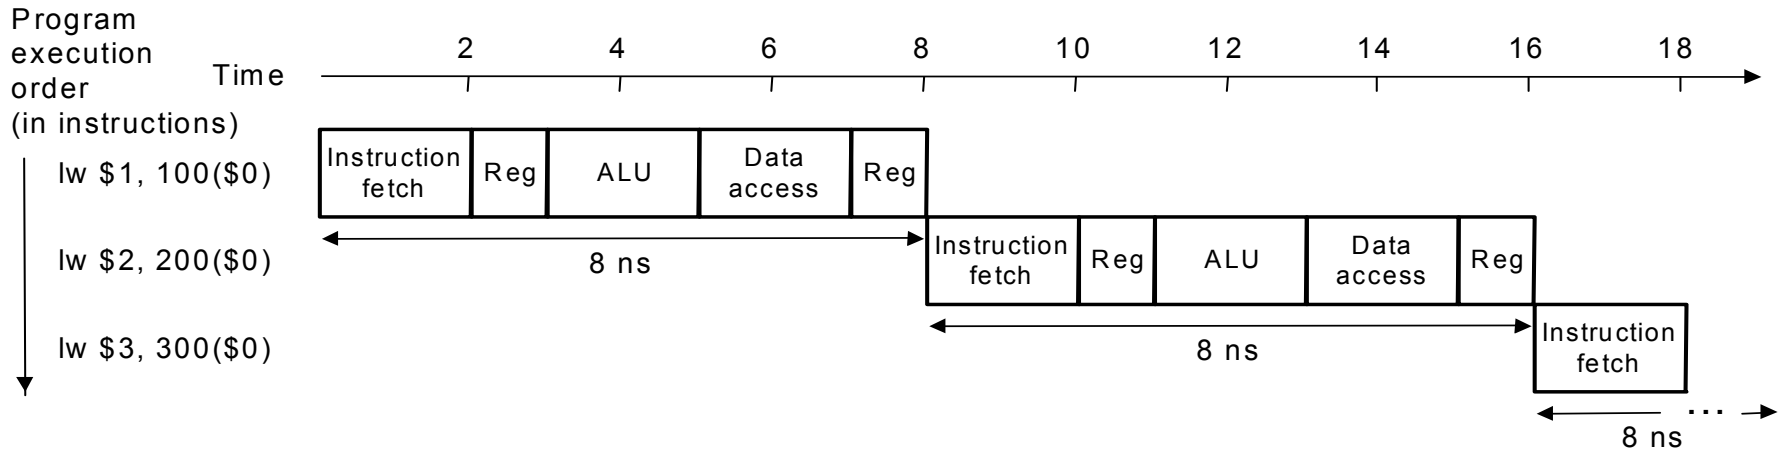 Program
execution
order
(in instructions)
Time
2 4 6 8 10 12 14 16 18
lw $1, 100($0)
Instruction
fetch
Reg
ALU
Data
access
Reg
8 ns
lw $2, 200($0)
Instruction
fetch
Reg
ALU
Data
access
Reg
8 ns
lw $3, 300($0)
Instruction
fetch
...
8 ns